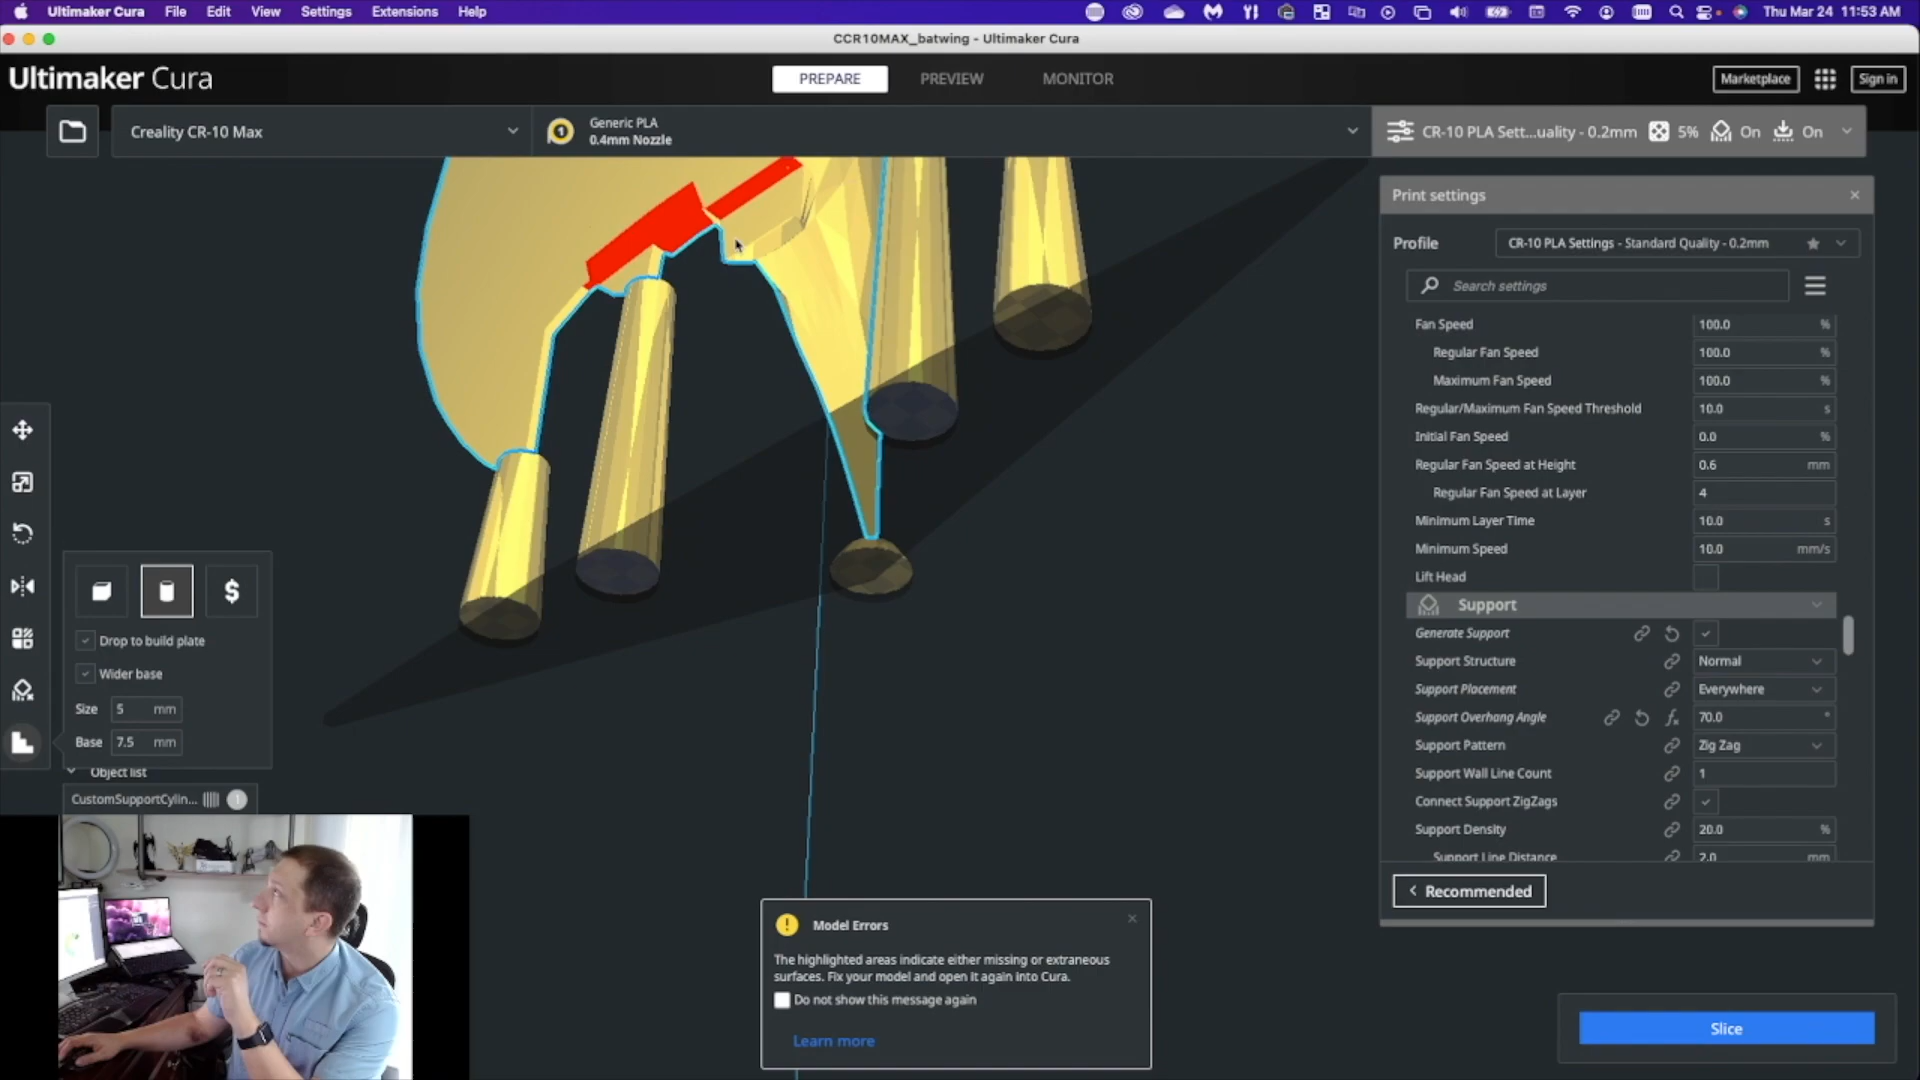 Ultimaker Cura File Edit View Settings Extensions Help Thu Mar 24 11:53 AM
CCR10MAX_batwing - Ultimaker Cura
Ultimaker Cura PREPARE PREVIEW MONITOR Marketplace Sign in
Creality CR-10 Max
1 Generic PLA
0.4mm Nozzle
CR-10 PLA Sett...uality - 0.2mm 5% On On
Print settings
Profile CR-10 PLA Settings - Standard Quality - 0.2mm
Search settings
Fan Speed 100.0 %
Regular Fan Speed 100.0 %
Maximum Fan Speed 100.0 %
Regular/Maximum Fan Speed Threshold 10.0 s
Initial Fan Speed 0.0 %
Regular Fan Speed at Height 0.6 mm
Regular Fan Speed at Layer 4
Minimum Layer Time 10.0 s
Minimum Speed 10.0 mm/s
Lift Head
Support
Generate Support
Support Structure Normal
Support Placement Everywhere
Support Overhang Angle 70.0 °
Support Pattern Zig Zag
Support Wall Line Count 1
Connect Support ZigZags
Support Density 20.0 %
Support Line Distance 2.0 mm
Recommended
Slice
$
Drop to build plate
Wider base
Size 5 mm
Base 7.5 mm
Object list
CustomSupportCylin... 1
! Model Errors
The highlighted areas indicate either missing or extraneous
surfaces. Fix your model and open it again into Cura.
Do not show this message again
Learn more